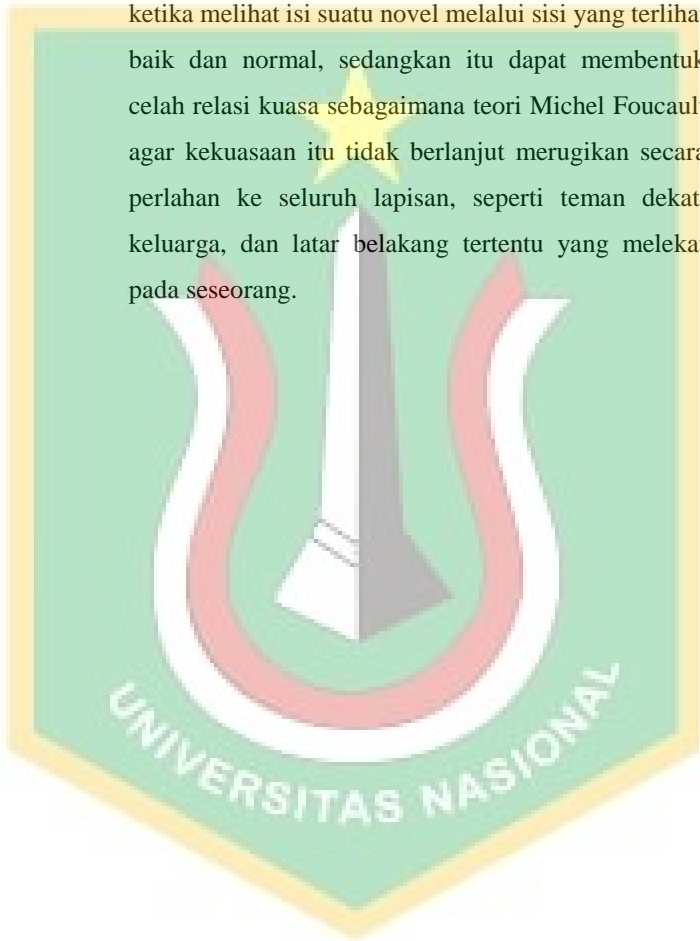 ketika melihat isi suatu novel melalui sisi yang terliha
baik dan normal, sedangkan itu dapat membentuk
celah relasi kuasa sebagaimana teori Michel Foucaul
agar kekuasaan itu tidak berlanjut merugikan secara
perlahan ke seluruh lapisan, seperti teman dekat
keluarga, dan latar belakang tertentu yang meleka
pada seseorang.
UNIVERSITAS NASIONAL